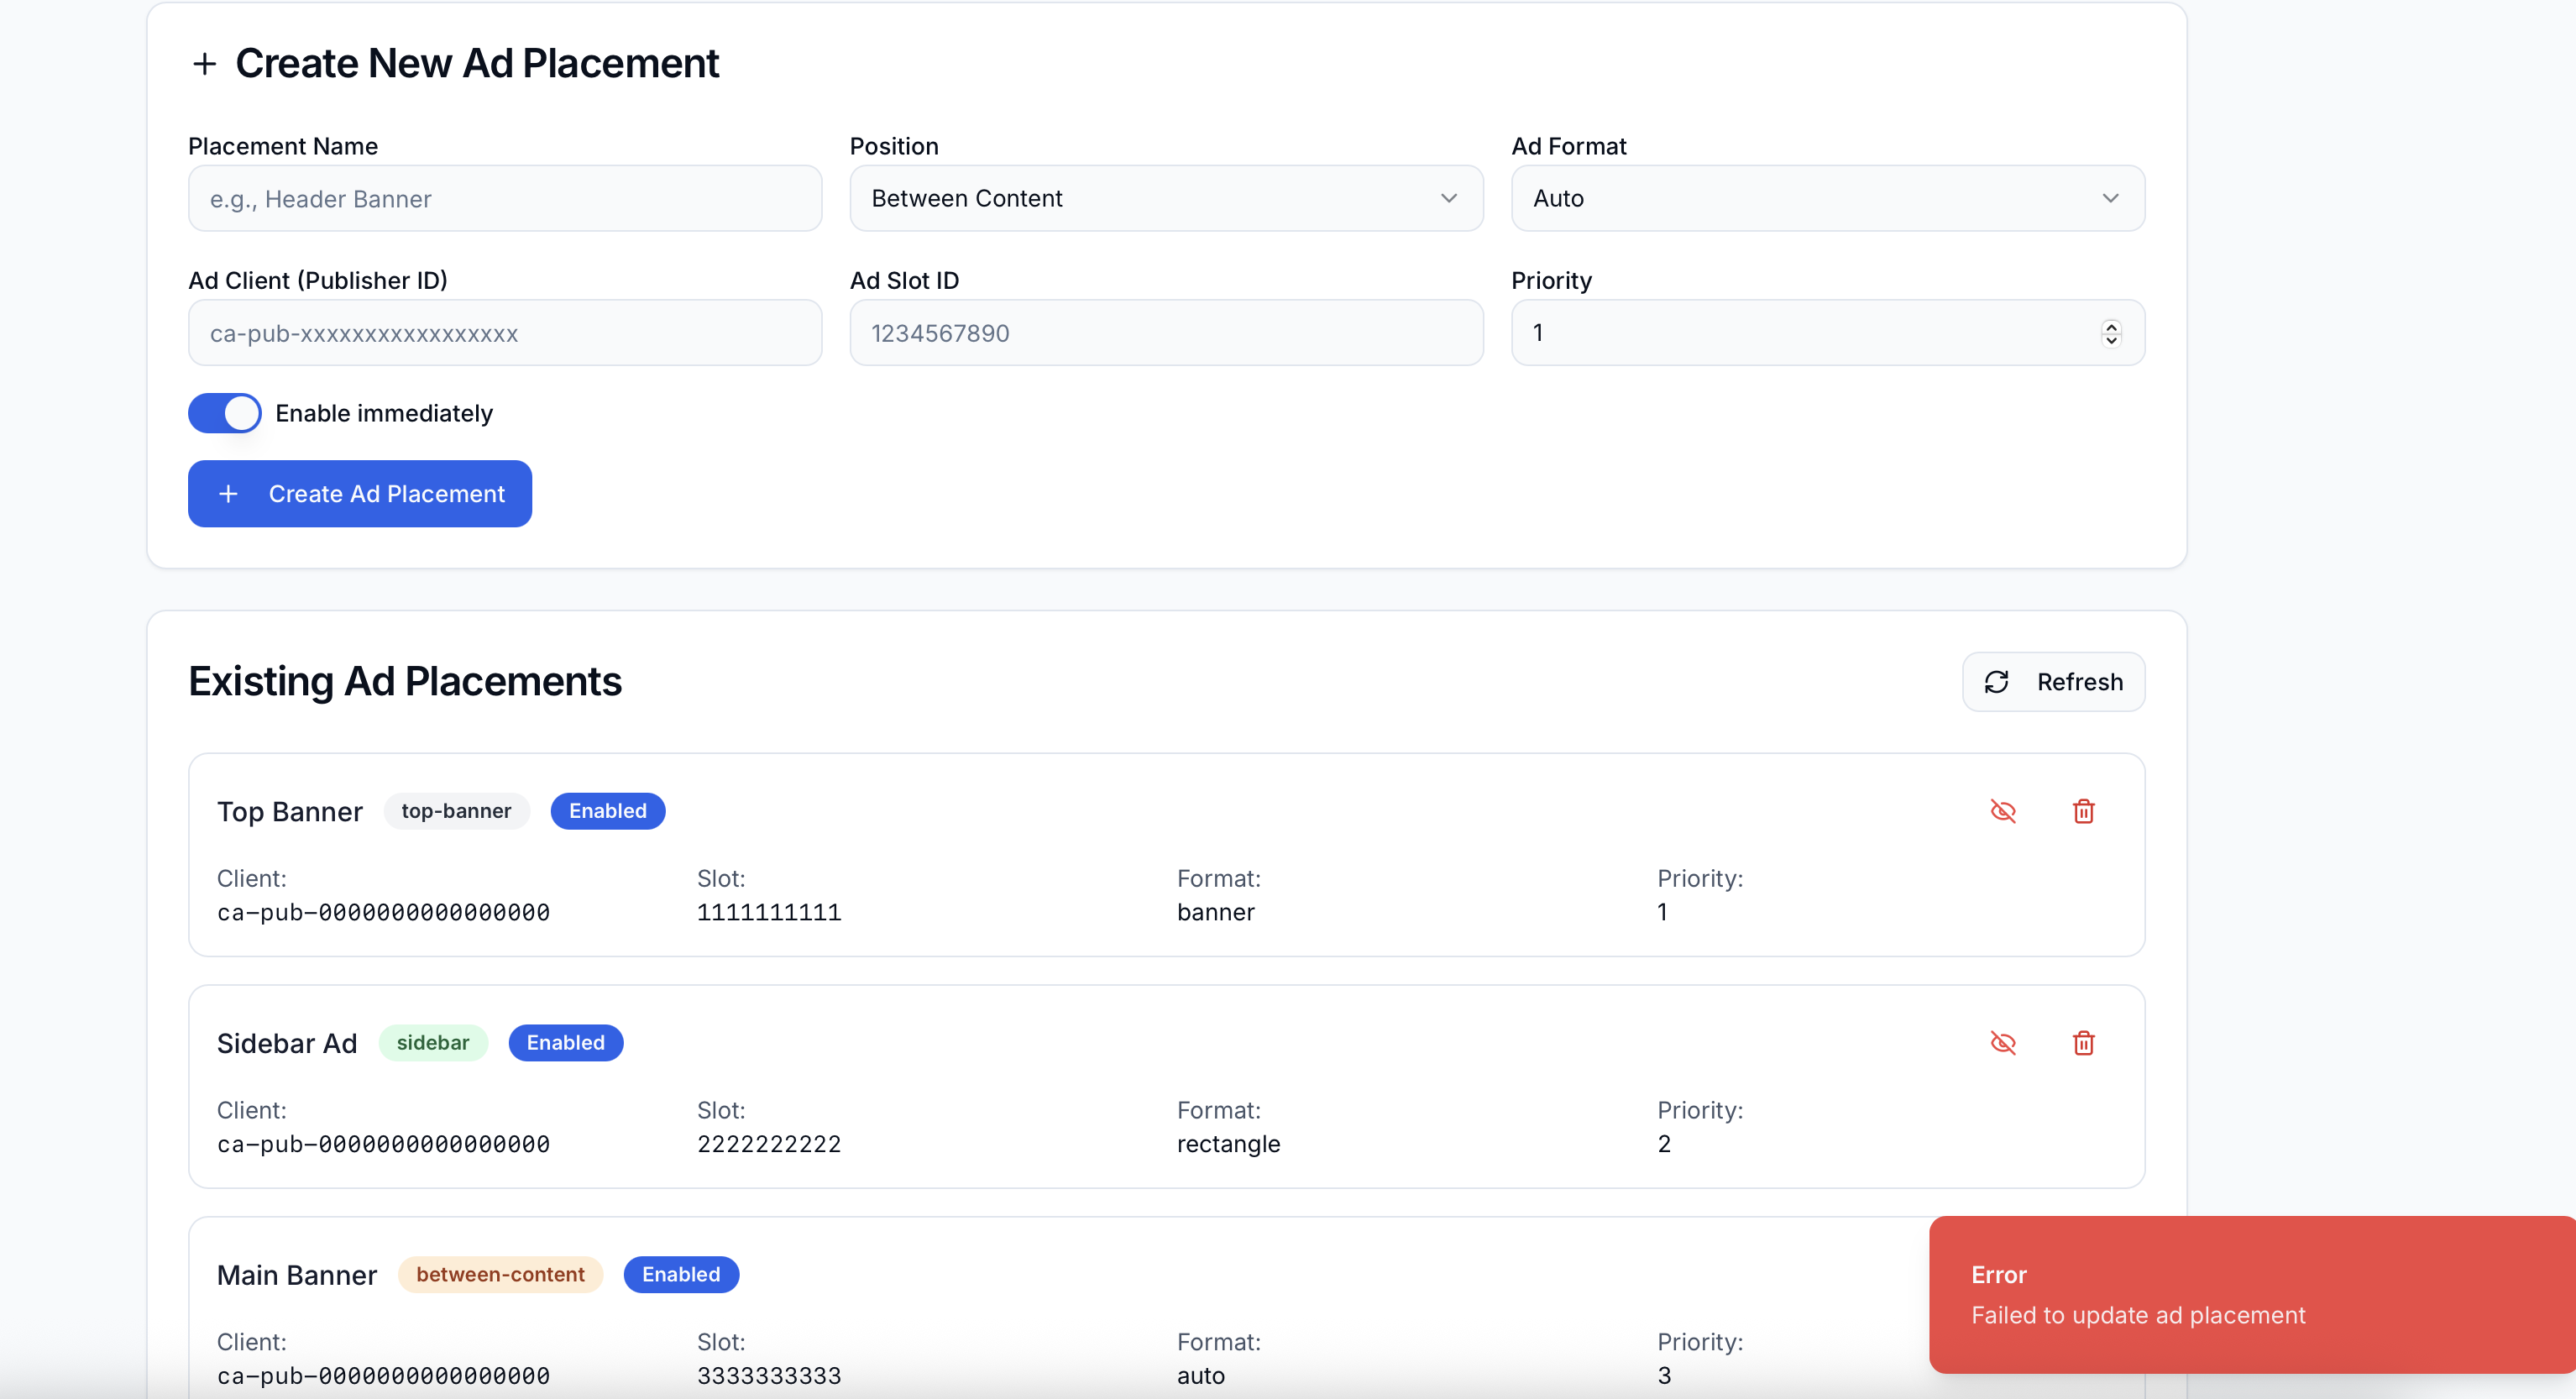 Create New Ad Placement
Placement Name
Position
Ad Format
e.g., Header Banner
Between Content
Auto
Ad Client (Publisher ID)
Ad Slot ID
Priority
ca-pub-xxxxxxxxxxxxxxxxx
1234567890
1
Enable immediately
Create Ad Placement
Existing Ad Placements
Refresh
Top Banner top-banner Enabled
Client:
Slot:
Format:
Priority:
ca-pub-0000000000000000
1111111111
banner
1
Sidebar Ad sidebar Enabled
Client:
Slot:
Format:
Priority:
ca-pub-0000000000000000
2222222222
rectangle
2
Main Banner between-content Enabled
Client:
Slot:
Format:
Priority:
ca-pub-0000000000000000
3333333333
auto
3
Error
Failed to update ad placement